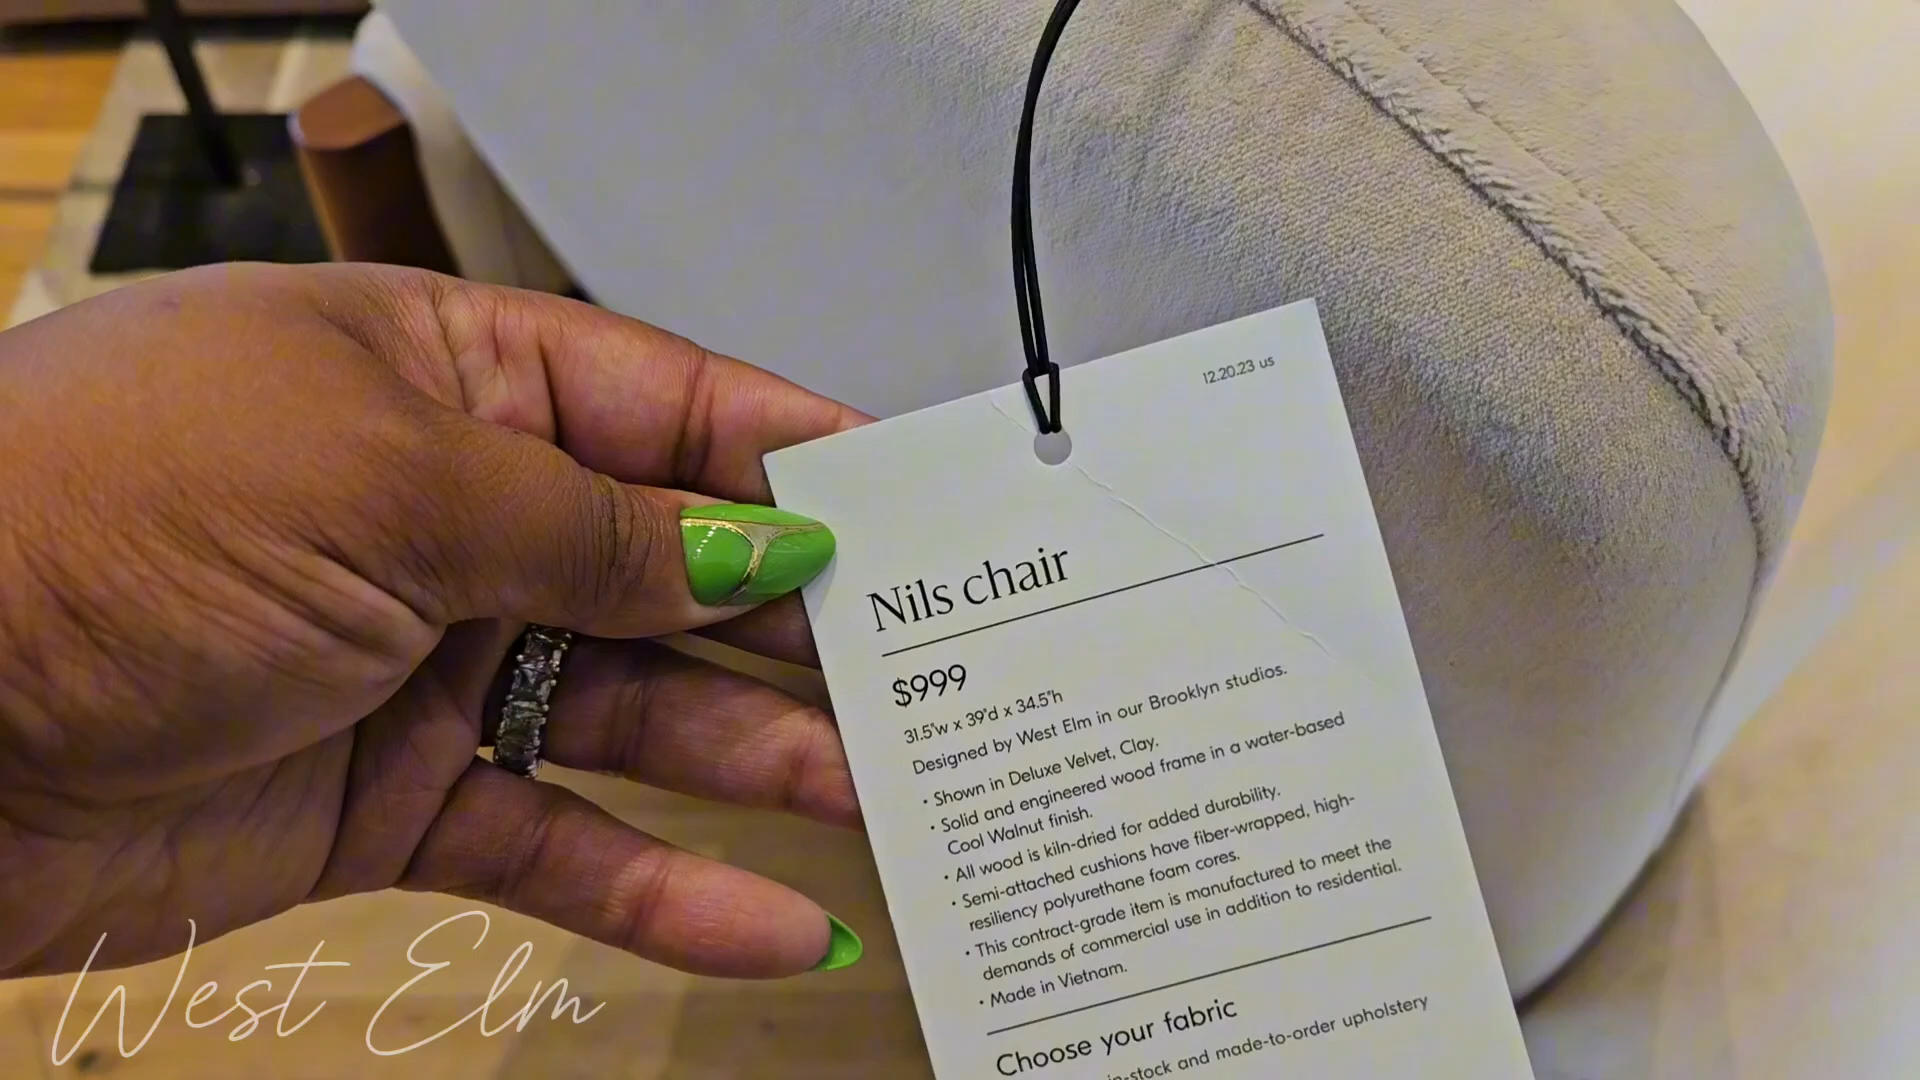 12.20.23 us
Nils chair
$999
31.5"w x 39"d x 34.5"h
Designed by West Elm in our Brooklyn studios.
• Shown in Deluxe Velvet, Clay.
• Solid and engineered wood frame in a water-based
Cool Walnut finish.
• All wood is kiln-dried for added durability.
• Semi-attached cushions have fiber-wrapped, high-
resiliency polyurethane foam cores.
• This contract-grade item is manufactured to meet the
demands of commercial use in addition to residential.
• Made in Vietnam.
Choose your fabric
and made-to-order upholstery
West Elm